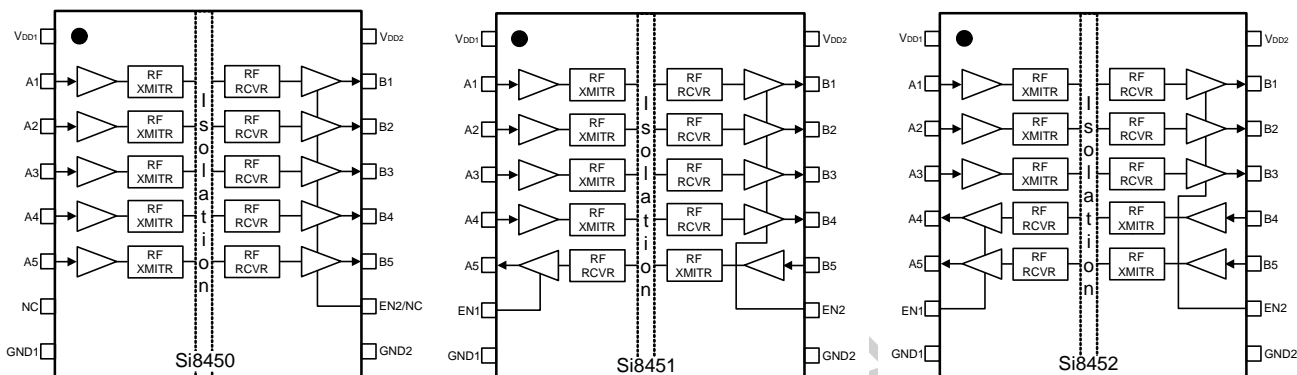 VDD1
VDD2
A1
RF XMITR
RF RCVR
B1
A2
RF XMITR
RF RCVR
B2
A3
RF XMITR
RF RCVR
B3
A4
RF XMITR
RF RCVR
B4
A5
RF XMITR
RF RCVR
B5
NC
EN2/NC
GND1
GND2
Isolation
Si8450
VDD1
VDD2
A1
RF XMITR
RF RCVR
B1
A2
RF XMITR
RF RCVR
B2
A3
RF XMITR
RF RCVR
B3
A4
RF XMITR
RF RCVR
B4
A5
RF RCVR
RF XMITR
B5
EN1
EN2
GND1
GND2
Isolation
Si8451
VDD1
VDD2
A1
RF XMITR
RF RCVR
B1
A2
RF XMITR
RF RCVR
B2
A3
RF XMITR
RF RCVR
B3
A4
RF RCVR
RF XMITR
B4
A5
RF RCVR
RF XMITR
B5
EN1
EN2
GND1
GND2
Isolation
Si8452